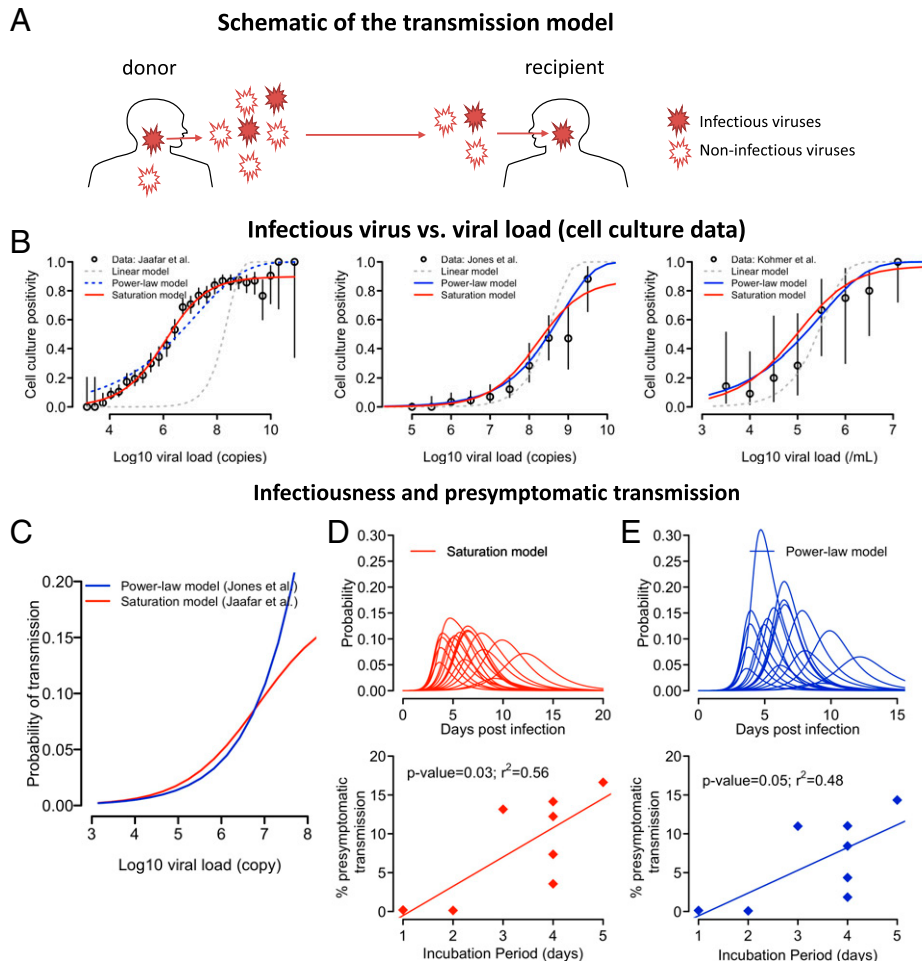 A
Schematic of the transmission model
donor
recipient
Infectious viruses
Non-infectious viruses
B
Infectious virus vs. viral load (cell culture data)
Cell culture positivity
1.0
0.8
0.6
0.4
0.2
0.0
Data: Jaafar et al.
Linear model
Power-law model
Saturation model
4 6 8 10
Log10 viral load (copies)
Cell culture positivity
1.0
0.8
0.6
0.4
0.2
0.0
Data: Jones et al.
Linear model
Power-law model
Saturation model
5 6 7 8 9 10
Log10 viral load (copies)
Cell culture positivity
1.0
0.8
0.6
0.4
0.2
0.0
Data: Kohmer et al.
Linear model
Power-law model
Saturation model
3 4 5 6 7
Log10 viral load (/mL)
Infectiousness and presymptomatic transmission
C
Probability of transmission
0.20
0.15
0.10
0.05
0.00
Power-law model (Jones et al.)
Saturation model (Jaafar et al.)
3 4 5 6 7 8
Log10 viral load (copy)
D
Probability
0.30
0.25
0.20
0.15
0.10
0.05
0.00
Saturation model
0 5 10 15 20
Days post infection
% presymptomatic
transmission
20
15
10
5
0
p-value=0.03; r²=0.56
1 2 3 4 5
Incubation Period (days)
E
Probability
0.30
0.25
0.20
0.15
0.10
0.05
0.00
Power-law model
0 5 10 15
Days post infection
% presymptomatic
transmission
20
15
10
5
0
p-value=0.05; r²=0.48
1 2 3 4 5
Incubation Period (days)